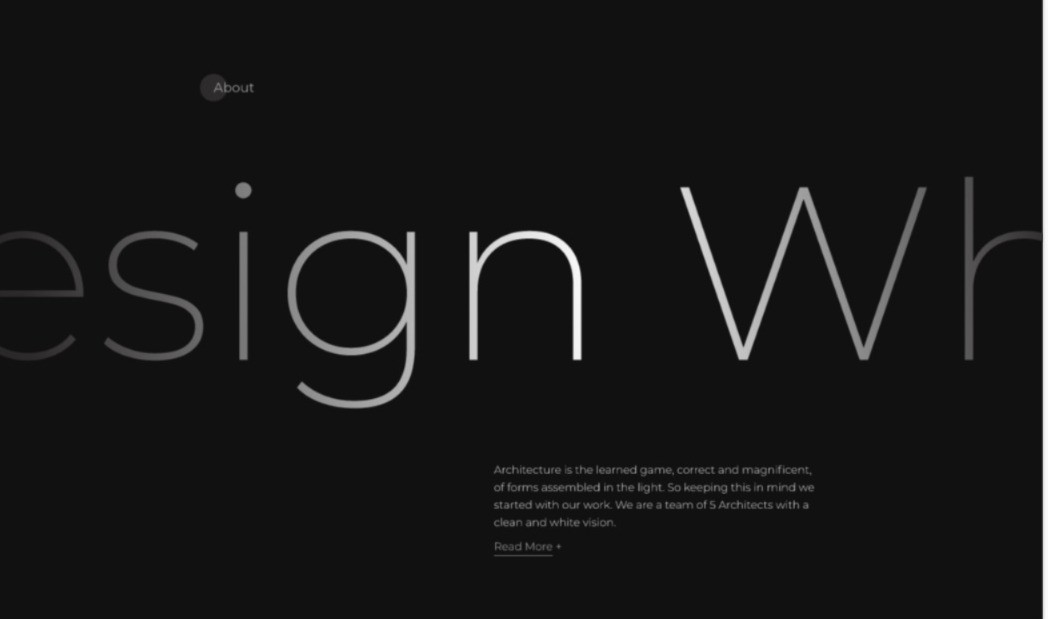 About
esign Wh
Architecture is the learned game, correct and magnificent,
of forms assembled in the light. So keeping this in mind we
started with our work. We are a team of 5 Architects with a
clean and white vision.
Read More +